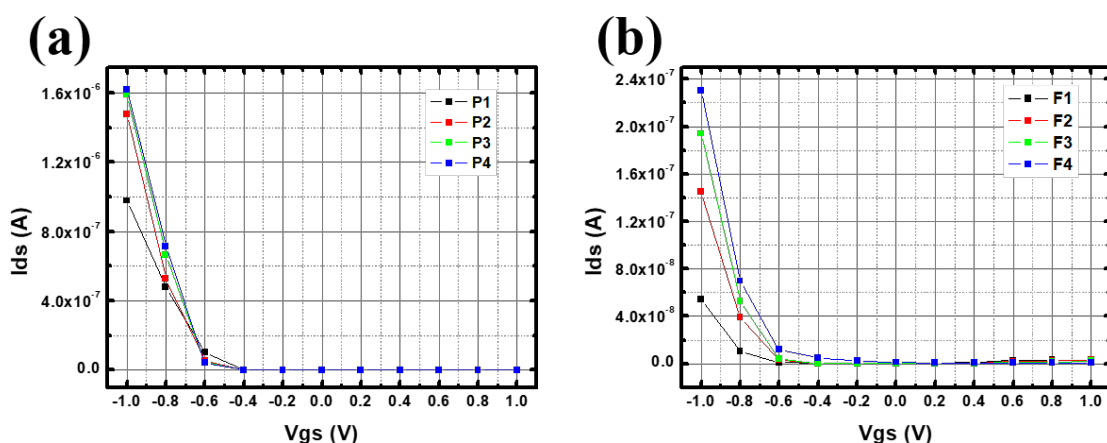 (a)
Ids (A)
1.6x10⁻⁶
1.2x10⁻⁶
8.0x10⁻⁷
4.0x10⁻⁷
0.0
-1.0 -0.8 -0.6 -0.4 -0.2 0.0 0.2 0.4 0.6 0.8 1.0
Vgs (V)
P1
P2
P3
P4
(b)
Ids (A)
2.4x10⁻⁷
2.0x10⁻⁷
1.6x10⁻⁷
1.2x10⁻⁷
8.0x10⁻⁸
4.0x10⁻⁸
0.0
-1.0 -0.8 -0.6 -0.4 -0.2 0.0 0.2 0.4 0.6 0.8 1.0
Vgs (V)
F1
F2
F3
F4